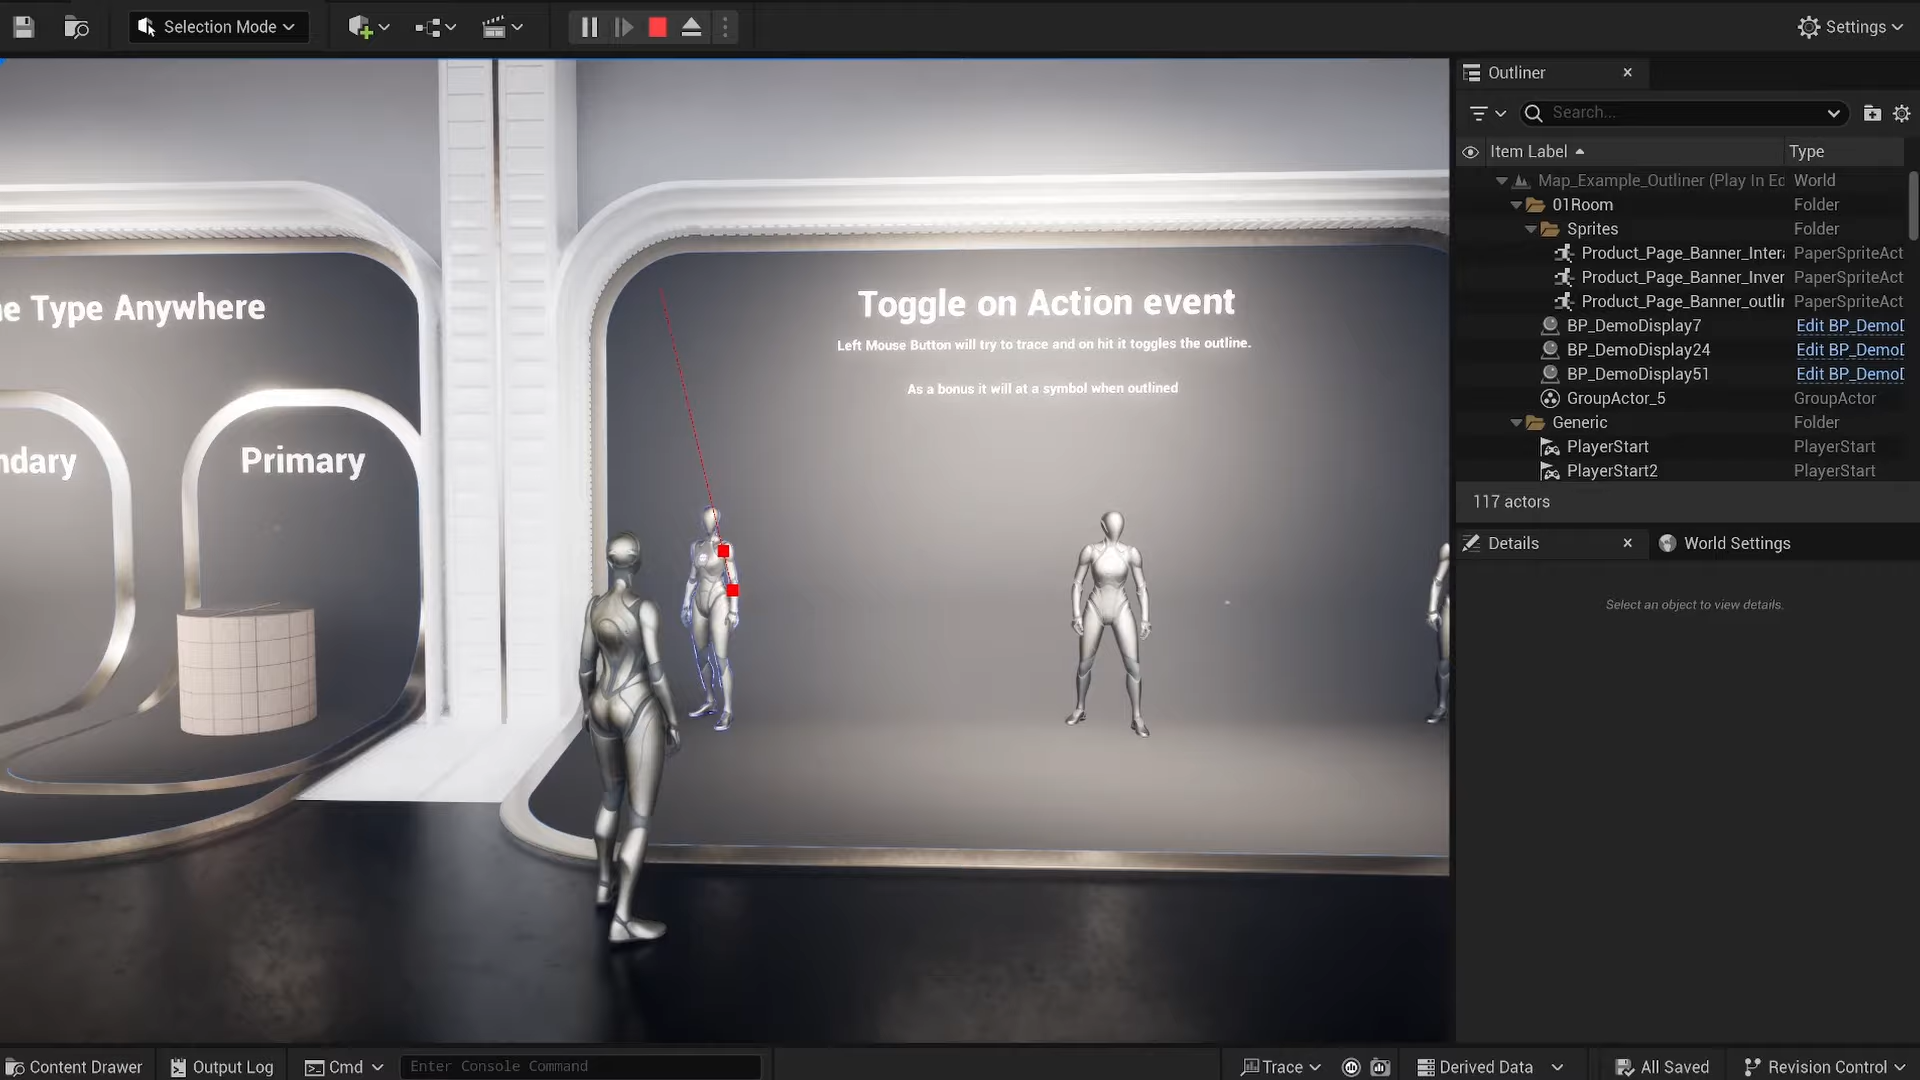 Selection Mode
Settings
Outliner
Search...
Item Label
Type
Map_Example_Outliner (Play In Ed
World
01Room
Folder
Sprites
Folder
Product_Page_Banner_Inter
PaperSpriteAct
Product_Page_Banner_Inver
PaperSpriteAct
Product_Page_Banner_outlir
PaperSpriteAct
BP_DemoDisplay7
Edit BP_Demo
BP_DemoDisplay24
Edit BP_Demo
BP_DemoDisplay51
Edit BP_Demo
GroupActor_5
GroupActor
Generic
Folder
PlayerStart
PlayerStart
PlayerStart2
PlayerStart
117 actors
Details
World Settings
Select an object to view details.
e Type Anywhere
ndary
Primary
Toggle on Action event
Left Mouse Button will try to trace and on hit it toggles the outline.
As a bonus it will at a symbol when outlined
Content Drawer
Output Log
Cmd
Enter Console Command
Trace
Derived Data
All Saved
Revision Control